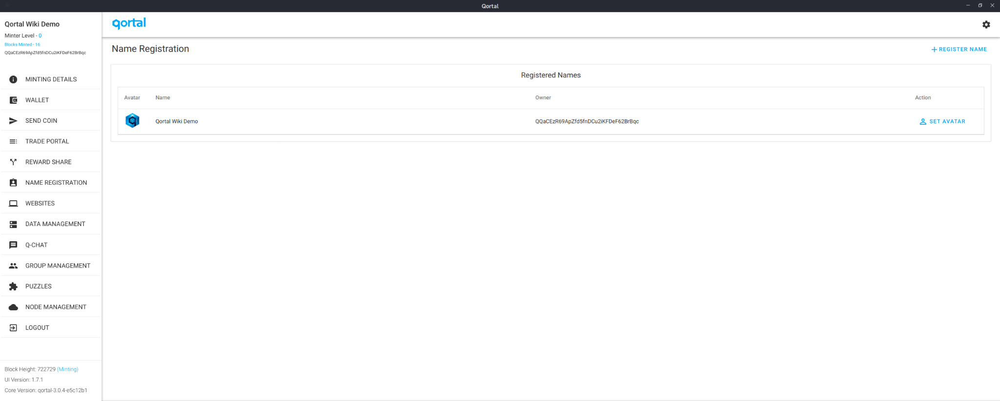 Qortal
Qortal Wiki Demo
Minter Level - 0
Blocks Minted - 16
QQaCEzR69ApZfd5fnDCu2iKFDeF62BrBqc
MINTING DETAILS
WALLET
SEND COIN
TRADE PORTAL
REWARD SHARE
NAME REGISTRATION
WEBSITES
DATA MANAGEMENT
Q-CHAT
GROUP MANAGEMENT
PUZZLES
NODE MANAGEMENT
LOGOUT
Block Height: 722729 (Minting)
UI Version: 1.7.1
Core Version: qortal-3.0.4-e5c12b1
qortal
Name Registration
REGISTER NAME
Registered Names
Avatar Name Owner Action
Qortal Wiki Demo QQaCEzR69ApZfd5fnDCu2iKFDeF62BrBqc SET AVATAR